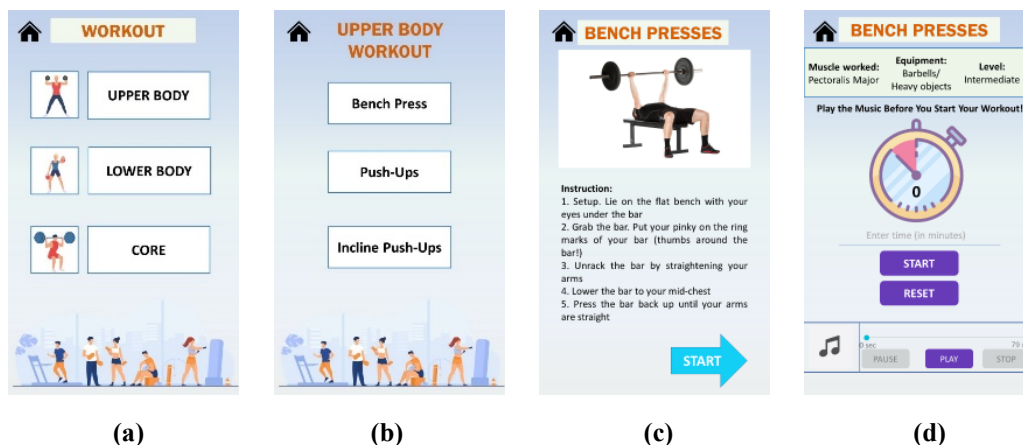 WORKOUT
UPPER BODY
LOWER BODY
CORE
(a)
UPPER BODY
WORKOUT
Bench Press
Push-Ups
Incline Push-Ups
(b)
BENCH PRESSES
Instruction:
1. Setup. Lie on the flat bench with your
eyes under the bar
2. Grab the bar. Put your pinky on the ring
marks of your bar (thumbs around the
bar!)
3. Unrack the bar by straightening your
arms
4. Lower the bar to your mid-chest
5. Press the bar back up until your arms
are straight
START
(c)
BENCH PRESSES
Muscle worked:
Pectoralis Major
Equipment:
Barbells/
Heavy objects
Level:
Intermediate
Play the Music Before You Start Your Workout!
0
Enter time (in minutes)
START
RESET
0 sec
79
PAUSE
PLAY
STOP
(d)